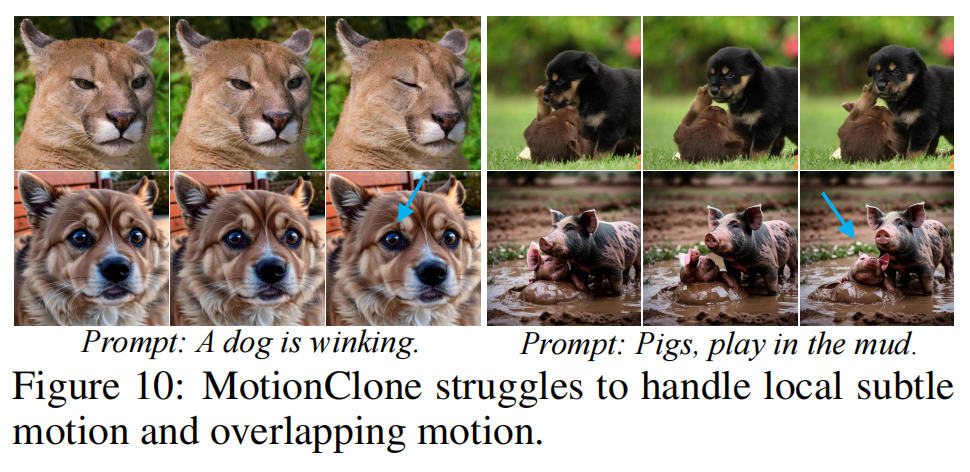 Prompt: A dog is winking.
Prompt: Pigs, play in the mud.
Figure 10: MotionClone struggles to handle local subtle
motion and overlapping motion.